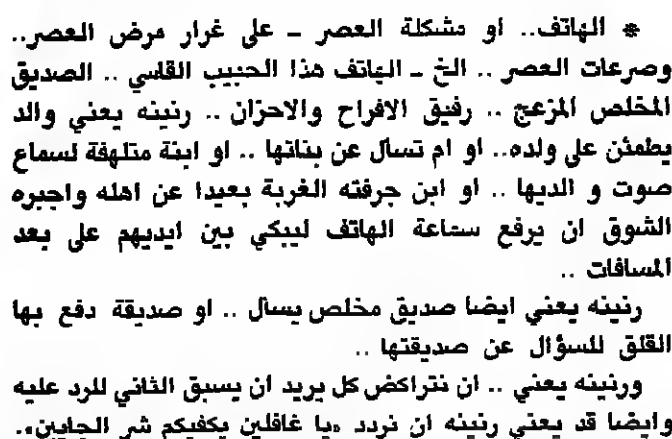 * الهاتف.. او مشكلة العصر - على غرار مرض العصر..
وصرعات العصر .. الخ - الهاتف هذا الحبيب القاسي .. الصديق
المخلص المزعج .. رفيق الافراح والاحزان .. رنينه يعني والد
يطمئن على ولده.. او ام تسأل عن بناتها .. او ابنة متلهفة لسماع
صوت و الديها .. او ابن جرفته الغربة بعيدا عن اهله واجبره
الشوق ان يرفع سماعة الهاتف ليبكي بين ايديهم على بعد
المسافات ..
رنينه يعني ايضا صديق مخلص يسأل .. او صديقة دفع بها
القلق للسؤال عن صديقتها ..
ورنينه يعني .. ان نتراكض كل يريد ان يسبق الثاني للرد عليه
وايضا قد يعني رنينه ان نردد «يا غافلين يكفيكم شر الجايين».